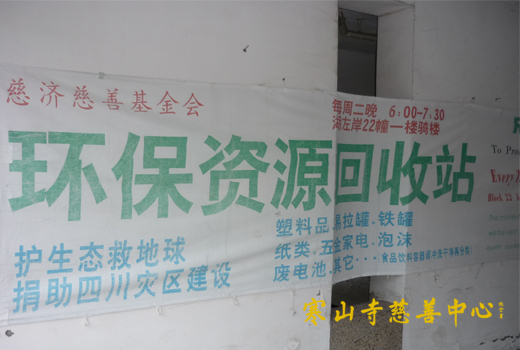 慈济慈善基金会
每周二晚 6:00-7:30
湖左岸22幢一楼骑楼
环保资源回收站
护生态救地球
捐助四川灾区建设
塑料品.易拉罐.铁罐
纸类.五金家电.泡沫
废电池.其它...
To Pro
Every
Block 22
寒山寺慈善中心